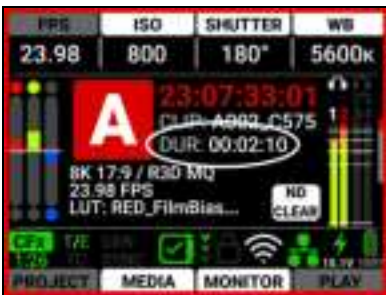 FPS ISO SHUTTER WB
23.98 800 180° 5600K
A
23:07:33:01
CLIP: A002_C575
DUR: 00:02:10
8K 17:9 / R3D MQ
23.98 FPS
LUT: RED_FilmBias...
ND
CLEAR
CFX T/E
PROJECT MEDIA MONITOR PLAY